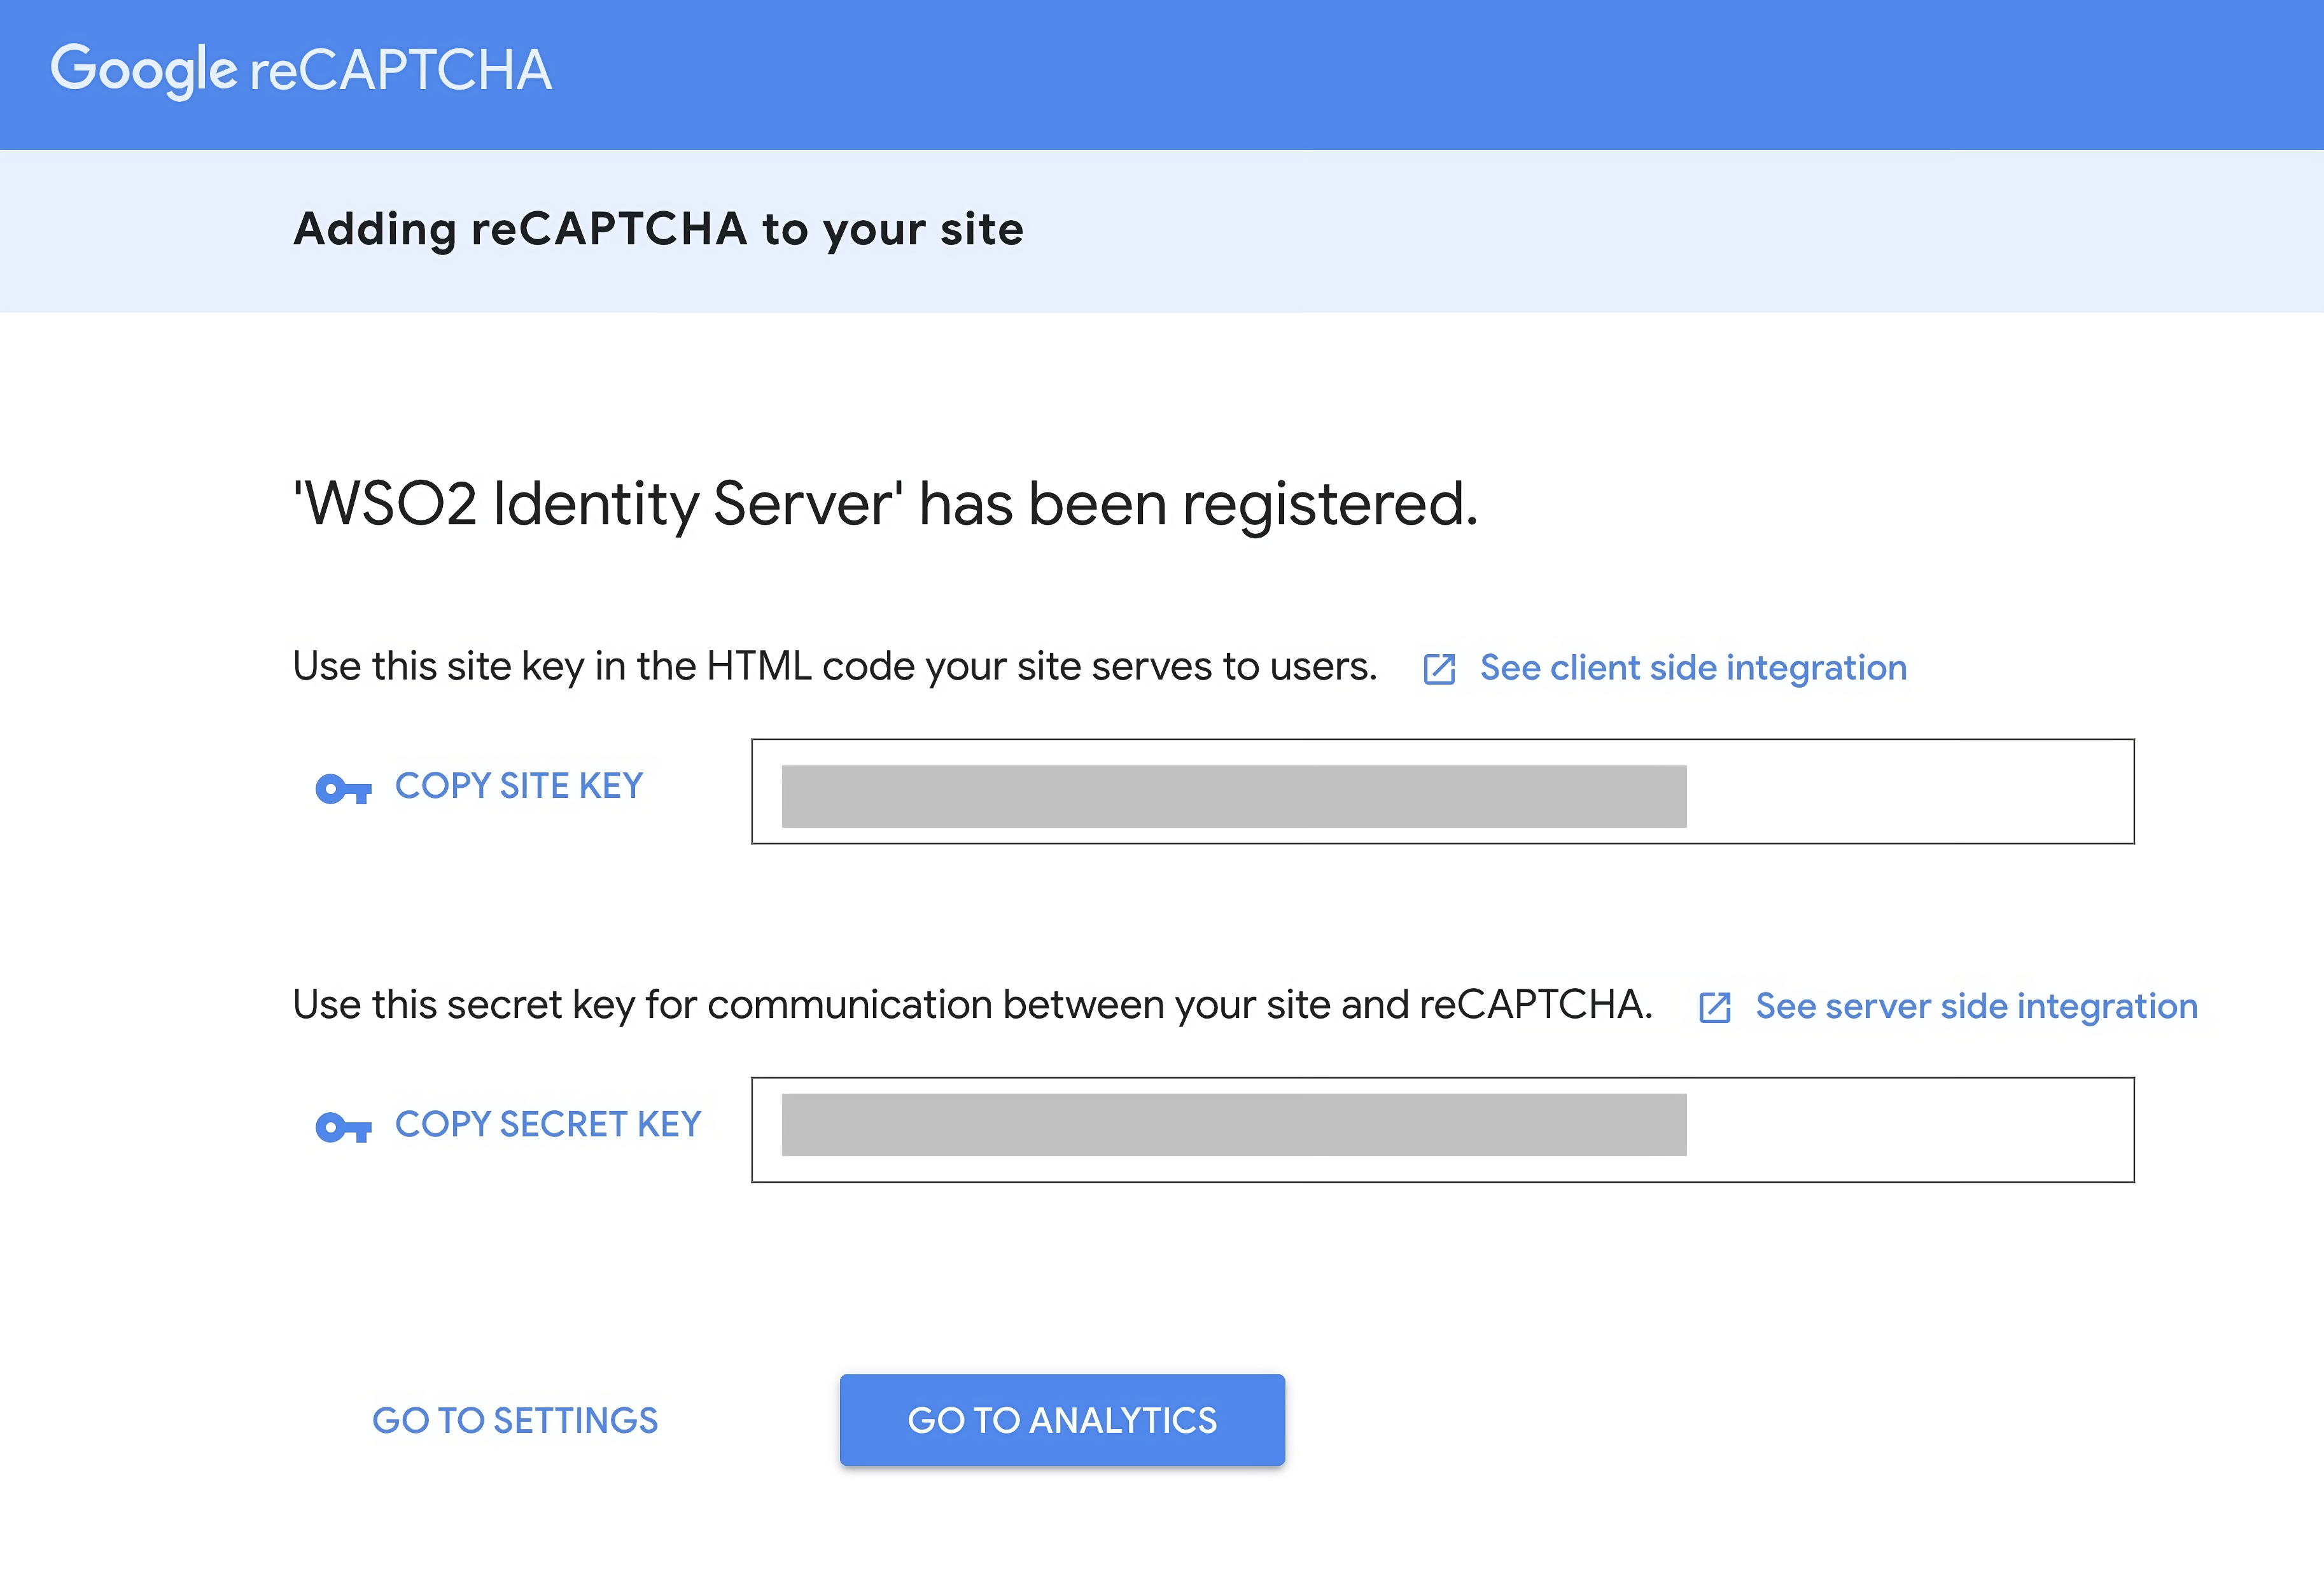 Google reCAPTCHA
Adding reCAPTCHA to your site
'WSO2 Identity Server' has been registered.
Use this site key in the HTML code your site serves to users. See client side integration
COPY SITE KEY
Use this secret key for communication between your site and reCAPTCHA. See server side integration
COPY SECRET KEY
GO TO SETTINGS GO TO ANALYTICS